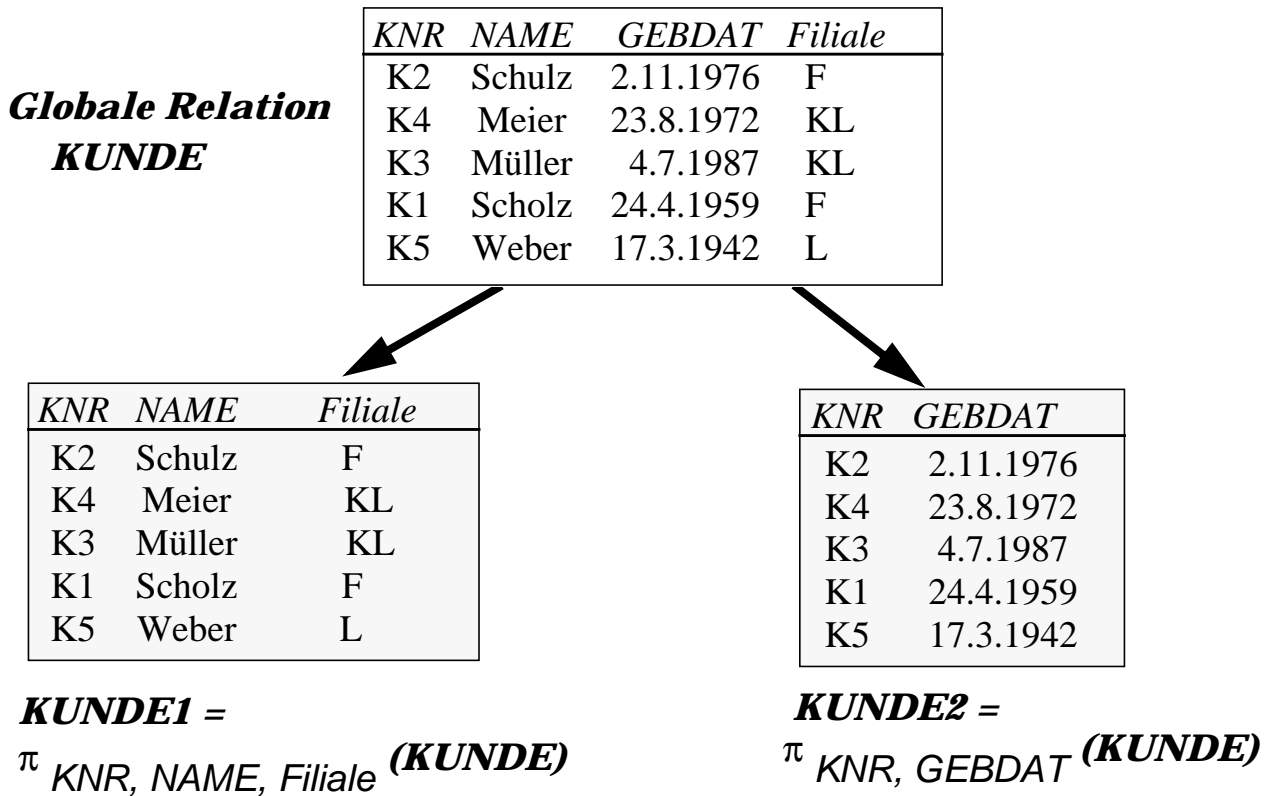 KNR NAME GEBDAT Filiale
K2 Schulz 2.11.1976 F
K4 Meier 23.8.1972 KL
K3 Müller 4.7.1987 KL
K1 Scholz 24.4.1959 F
K5 Weber 17.3.1942 L
Globale Relation
KUNDE
KNR NAME Filiale
K2 Schulz F
K4 Meier KL
K3 Müller KL
K1 Scholz F
K5 Weber L
KUNDE1 =
π KNR, NAME, Filiale (KUNDE)
KNR GEBDAT
K2 2.11.1976
K4 23.8.1972
K3 4.7.1987
K1 24.4.1959
K5 17.3.1942
KUNDE2 =
π KNR, GEBDAT (KUNDE)